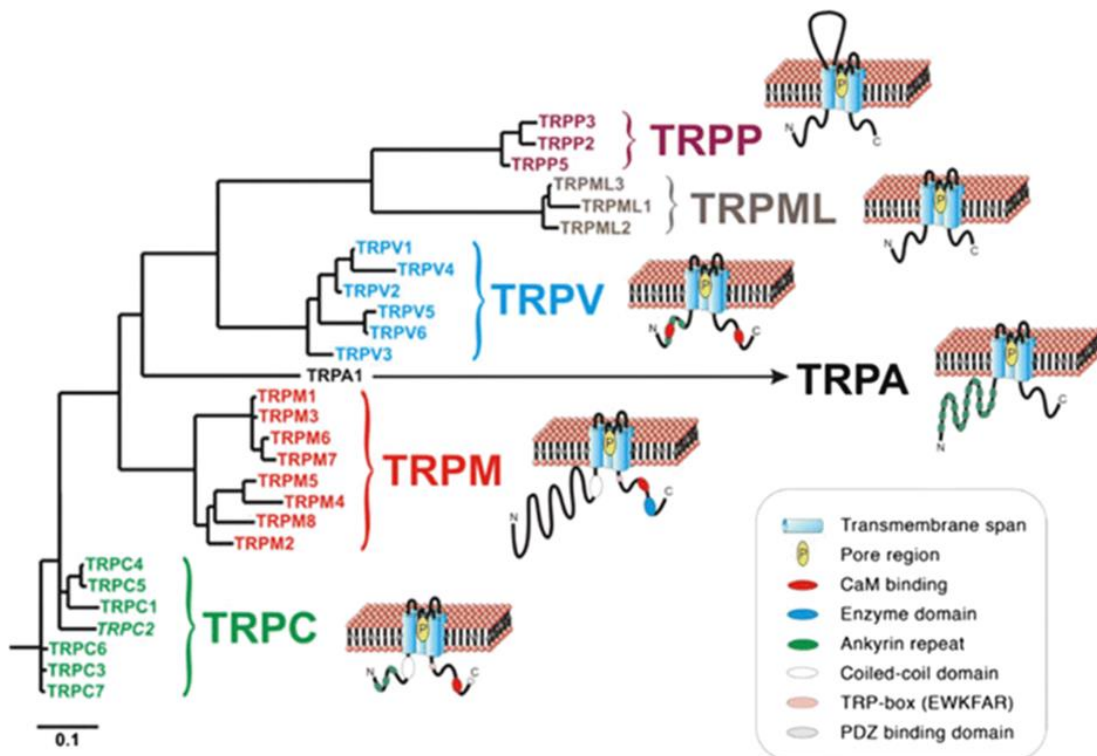 TRPP3
TRPP2
TRPP5
TRPP
P
N
C
TRPML3
TRPML1
TRPML2
TRPML
P
N
C
TRPV1
TRPV4
TRPV2
TRPV5
TRPV6
TRPV3
TRPV
P
N
C
TRPA1
TRPA
P
N
C
TRPM1
TRPM3
TRPM6
TRPM7
TRPM5
TRPM4
TRPM8
TRPM2
TRPM
P
N
C
TRPC4
TRPC5
TRPC1
TRPC2
TRPC6
TRPC3
TRPC7
TRPC
P
N
C
0.1
Transmembrane span
P Pore region
CaM binding
Enzyme domain
Ankyrin repeat
Coiled-coil domain
TRP-box (EWKFAR)
PDZ binding domain